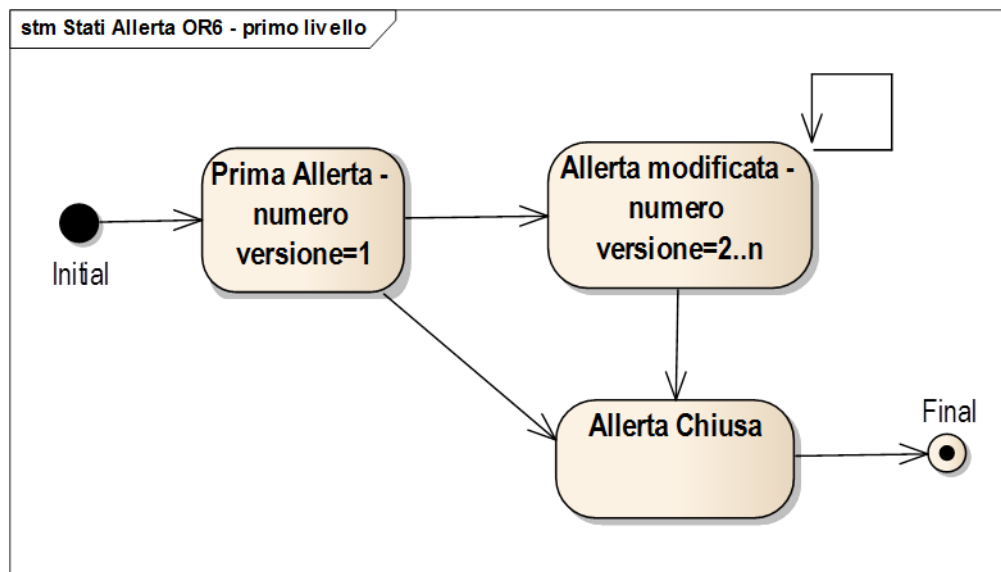 stm Stati Allerta OR6 - primo livello
Prima Allerta -
numero
versione=1
Allerta modificata -
numero
versione=2..n
Initial
Allerta Chiusa
Final